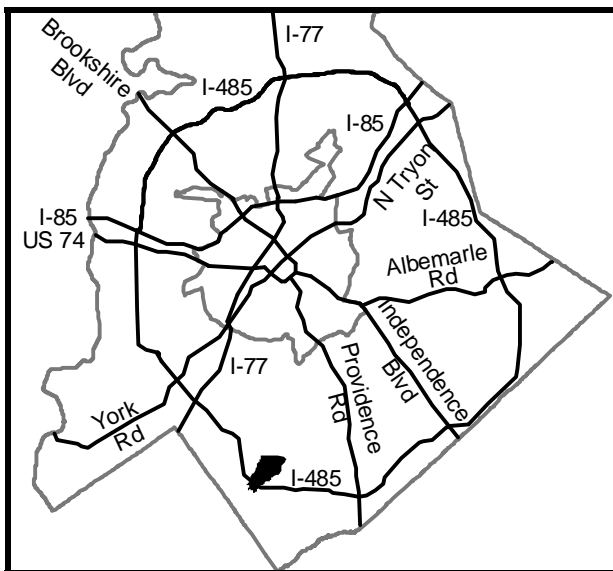 I-77
Brookshire
Blvd
I-485
I-85
N Tryon
St
I-85
US 74
I-485
Albemarle
Rd
Independence
Blvd
Providence
Rd
I-77
York
Rd
I-485